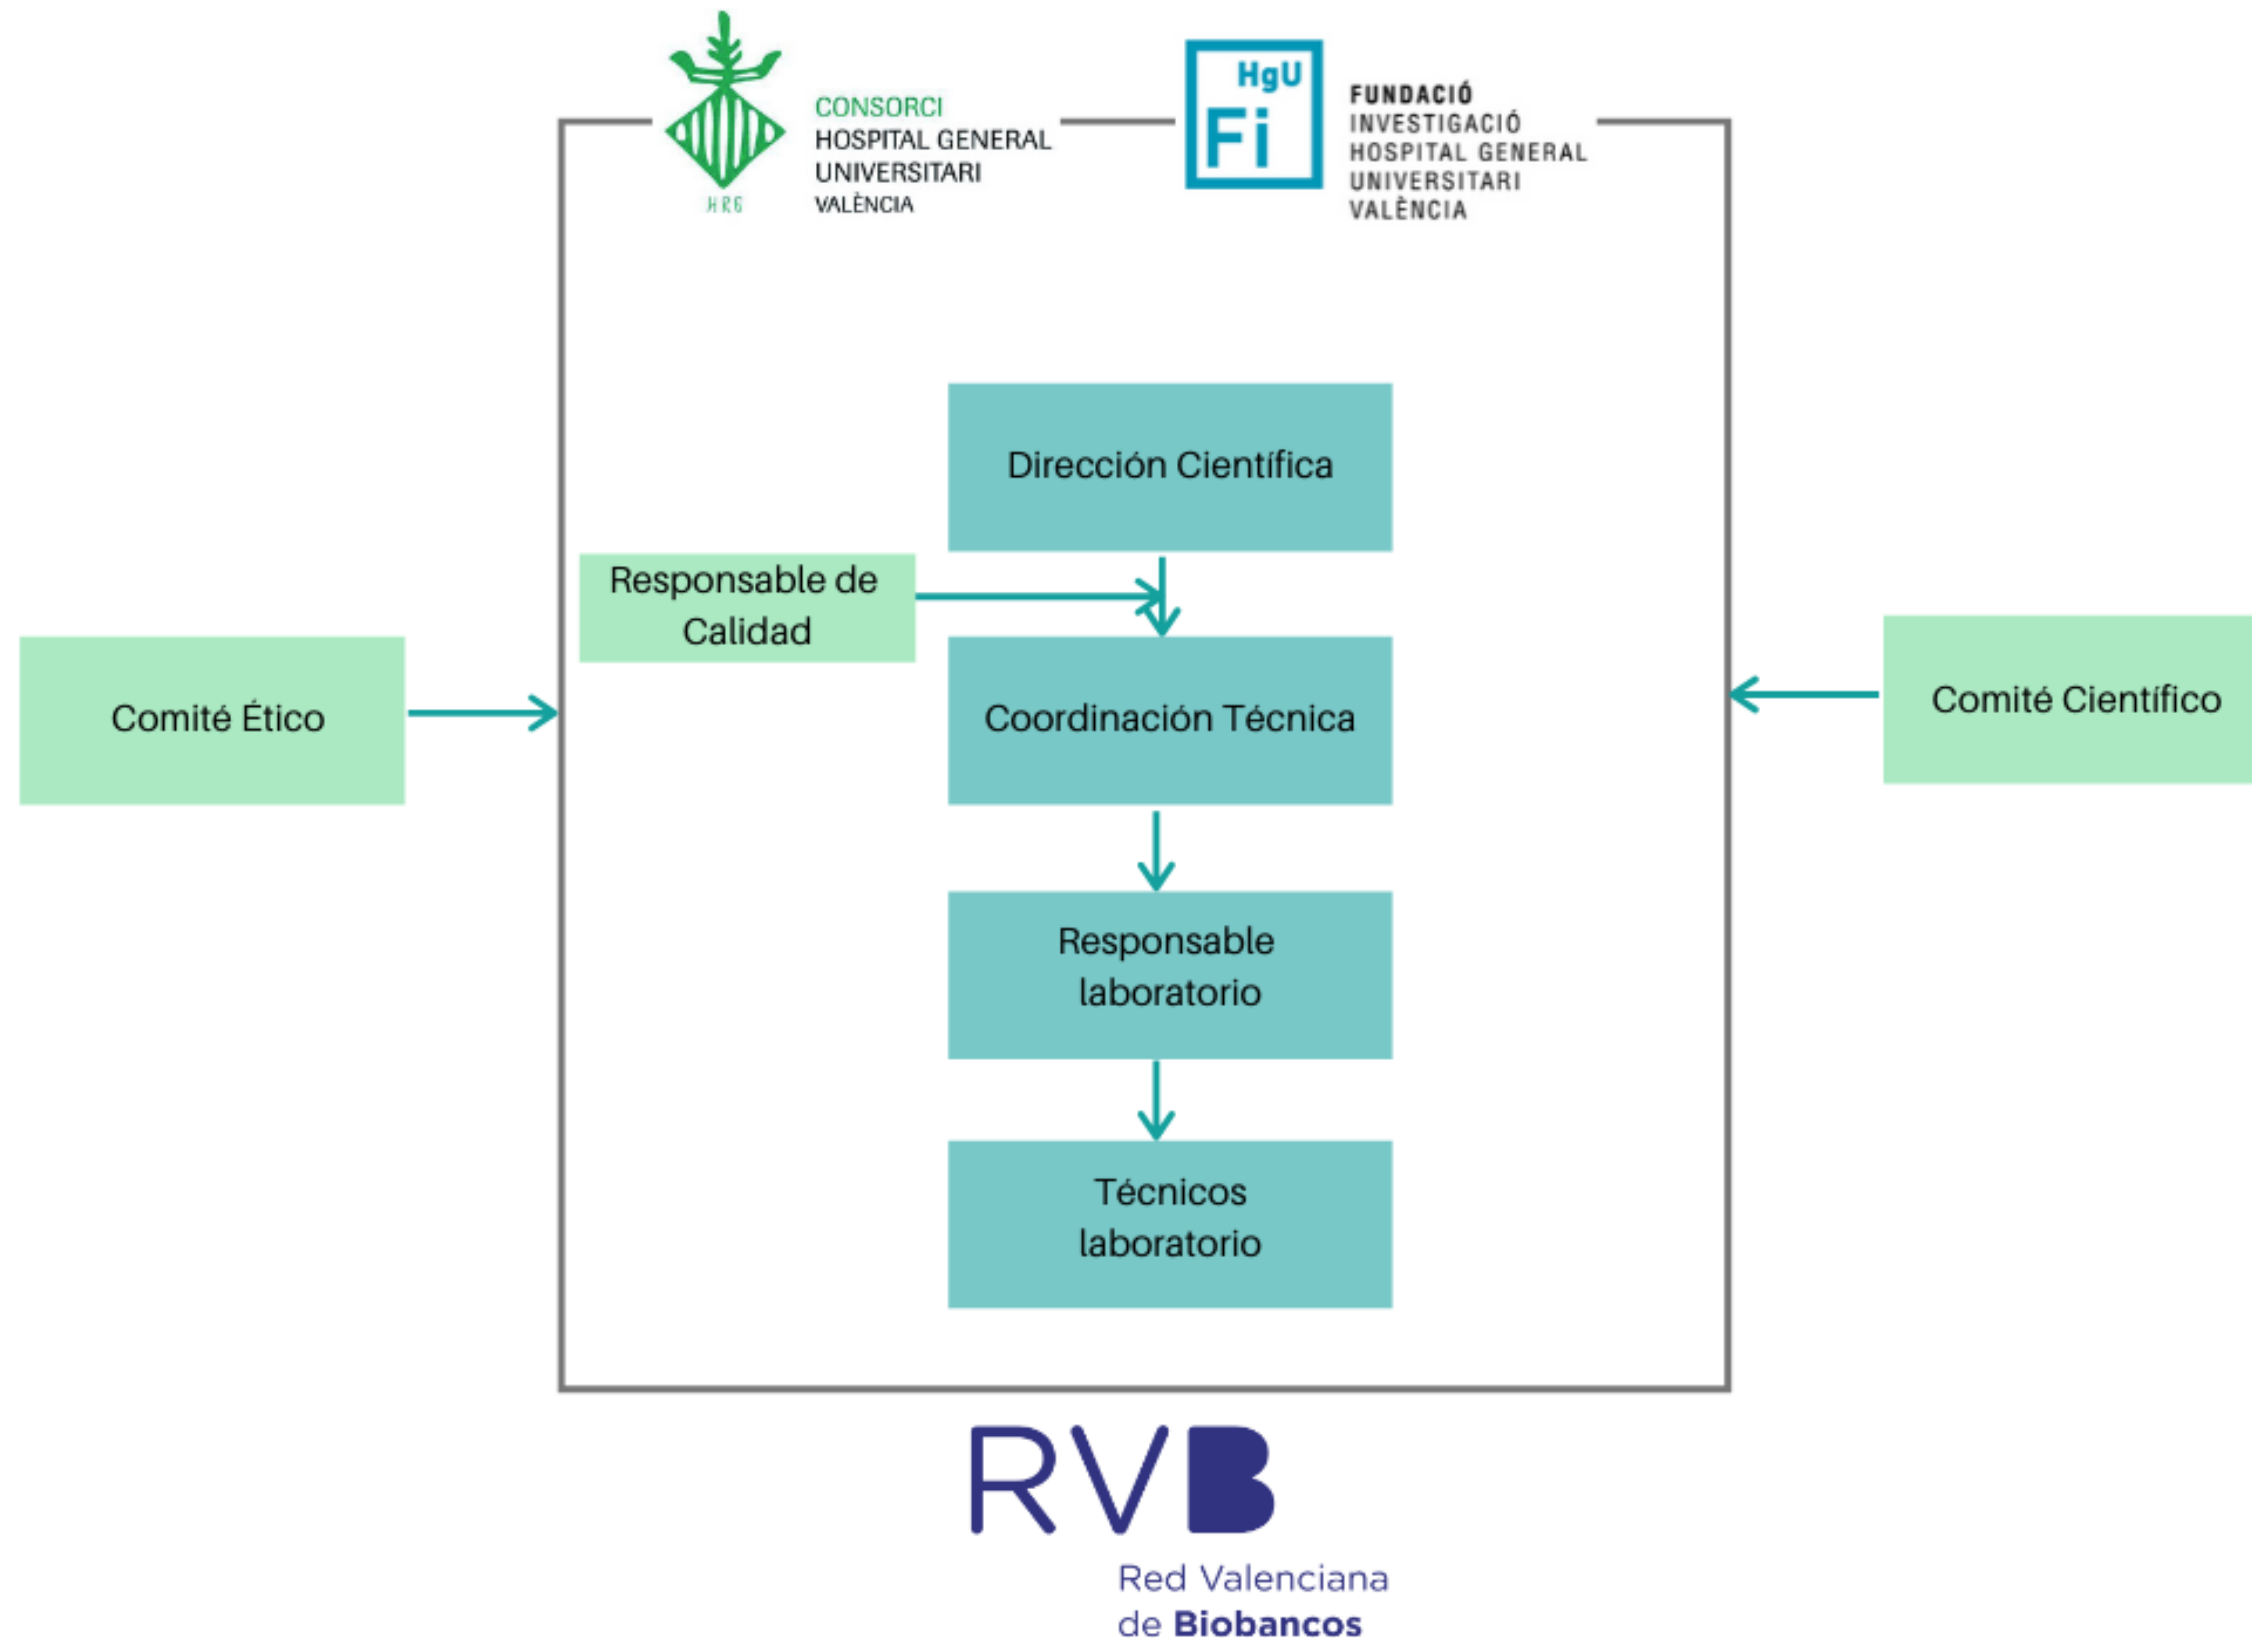 CONSORCI
HOSPITAL GENERAL
UNIVERSITARI
VALÈNCIA
HRG
HgU
Fi
FUNDACIÓ
INVESTIGACIÓ
HOSPITAL GENERAL
UNIVERSITARI
VALÈNCIA
Dirección Científica
Responsable de
Calidad
Comité Ético
Coordinación Técnica
Comité Científico
Responsable
laboratorio
Técnicos
laboratorio
RVB
Red Valenciana
de Biobancos